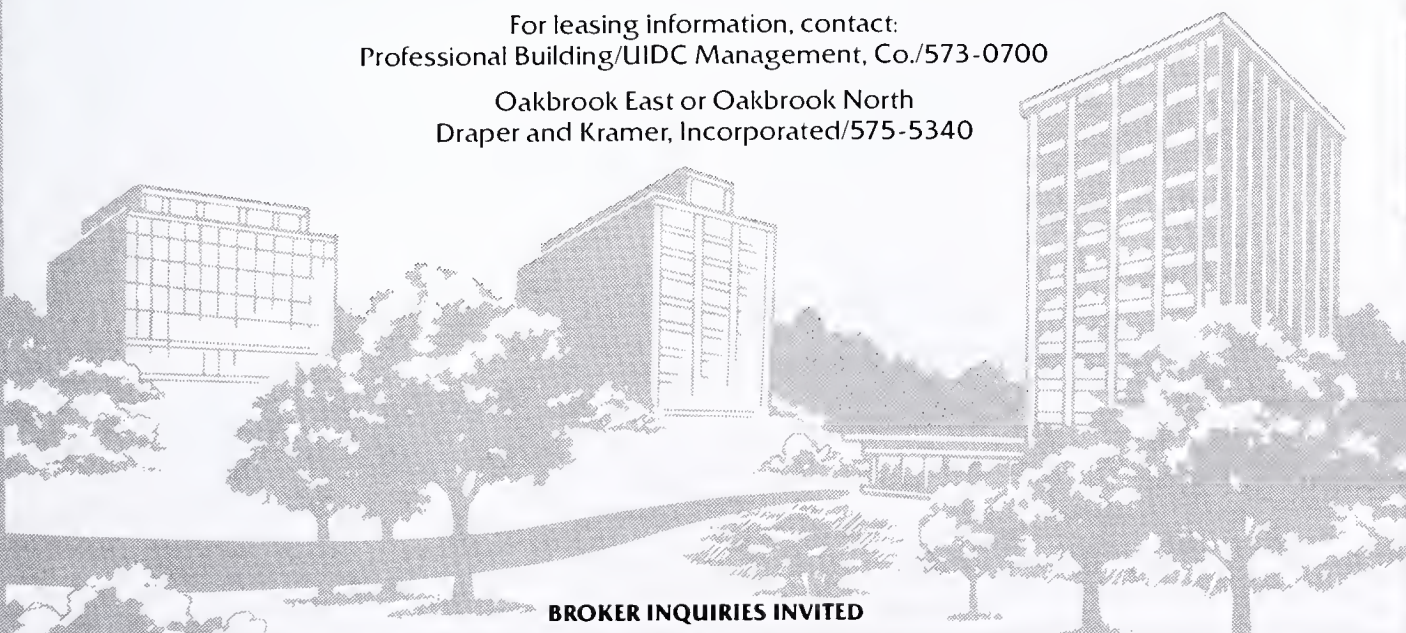 For leasing information, contact:
Professional Building/UIDC Management, Co./573-0700
Oakbrook East or Oakbrook North
Draper and Kramer, Incorporated/575-5340
BROKER INQUIRIES INVITED